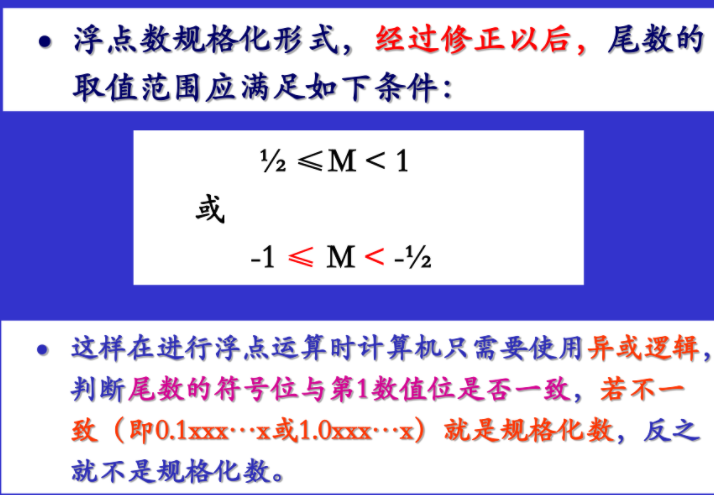 • 浮点数规格化形式，经过修正以后，尾数的
取值范围应满足如下条件：
½ ≤ M < 1
或
-1 ≤ M < -½
• 这样在进行浮点运算时计算机只需要使用异或逻辑，
判断尾数的符号位与第1数值位是否一致，若不一
致（即0.1xxx…x或1.0xxx…x）就是规格化数，反之
就不是规格化数。